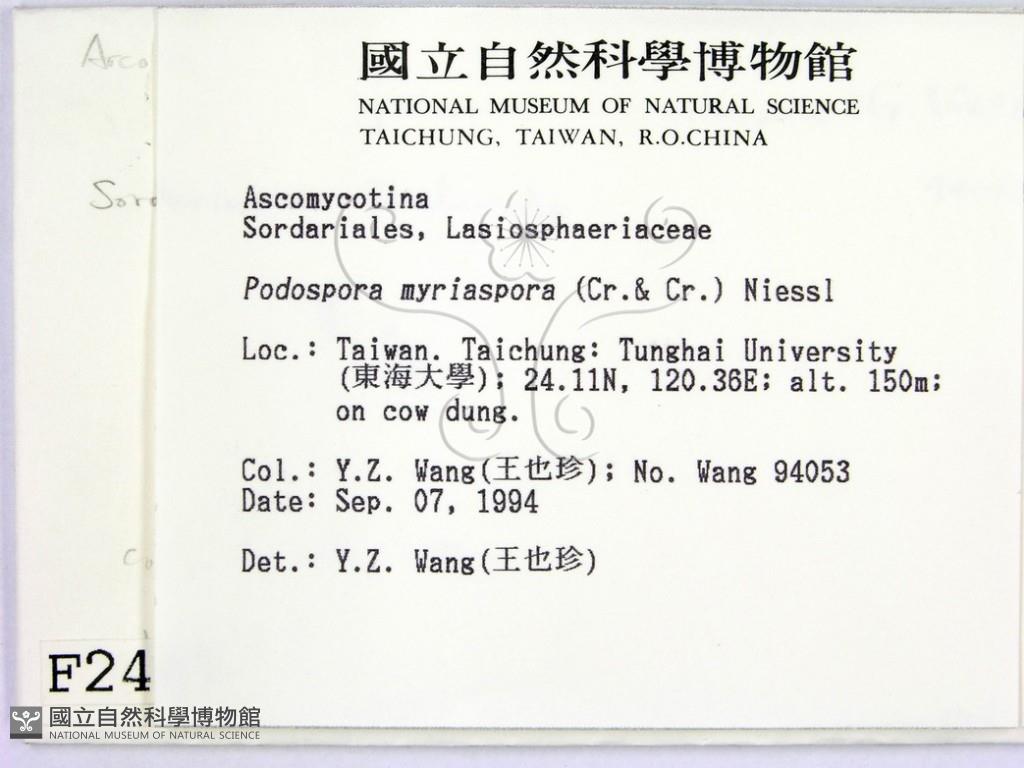 國立自然科學博物館
NATIONAL MUSEUM OF NATURAL SCIENCE
TAICHUNG, TAIWAN, R.O.CHINA
Ascomycotina
Sordariales, Lasiosphaeriaceae
Podospora myriaspora (Cr.& Cr.) Niessl
Loc.: Taiwan. Taichung: Tunghai University
(東海大學); 24.11N, 120.36E; alt. 150m;
on cow dung.
Col.: Y.Z. Wang(王也珍); No. Wang 94053
Date: Sep. 07, 1994
Det.: Y.Z. Wang(王也珍)
Asco
Sord
Co
F24
國立自然科學博物館
NATIONAL MUSEUM OF NATURAL SCIENCE